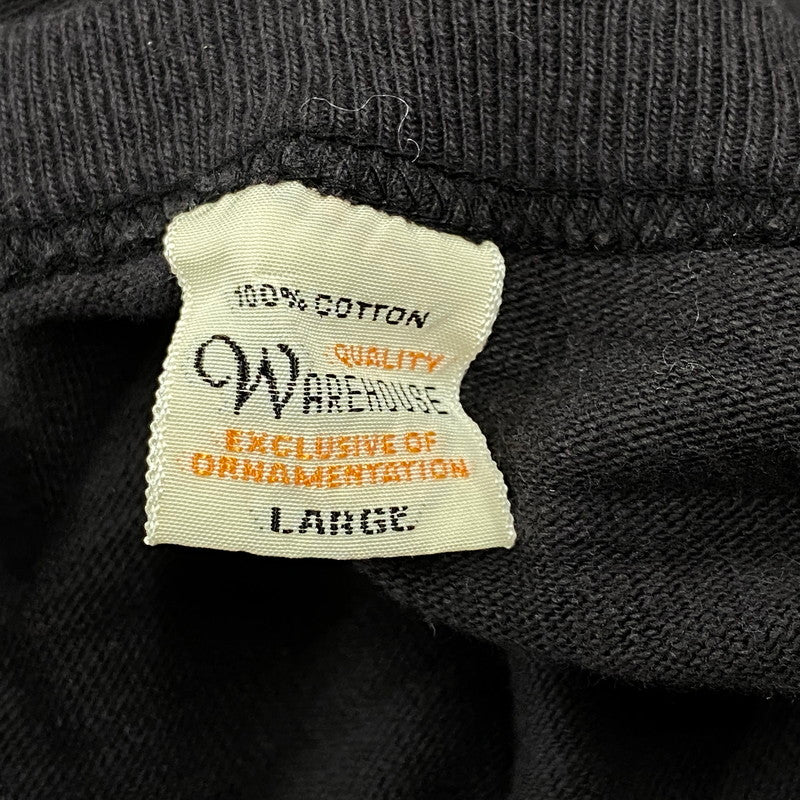 100% COTTON
QUALITY
WAREHOUSE
EXCLUSIVE OF
ORNAMENTATION
LARGE